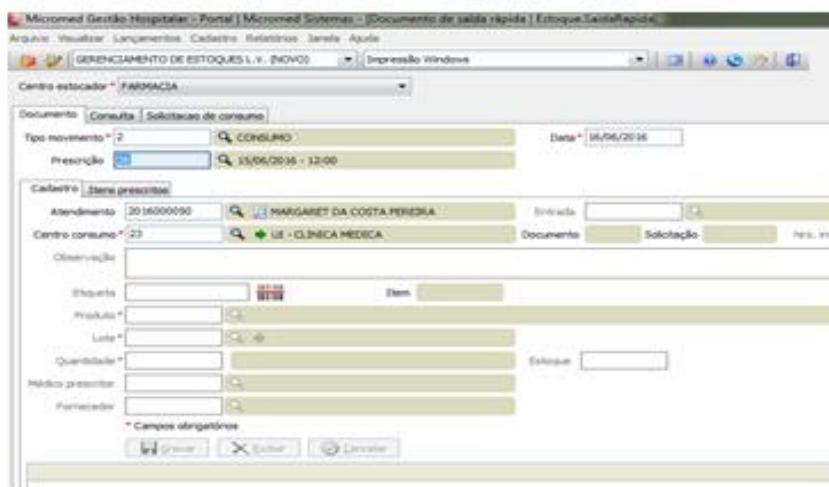 Micromed Gestão Hospitalar - Portal | Micromed Sistemas - [Documento de saída rápida | Estoque.SaidaRapida]
Arquivo Visualizar Lançamentos Cadastro Relatórios Janela Ajuda
GERENCIAMENTO DE ESTOQUES L.V. (NOVO) Impressão Windows
Centro estocador * FARMACIA
Documento Consulta Solicitacao de consumo
Tipo movimento * 2 CONSUMO Data * 16/06/2016
Prescrição 15/06/2016 - 12:00
Cadastro Itens prescritos
Atendimento 2016000090 MARGARET DA COSTA PEREIRA Entrada
Centro consumo * 23 UI - CLINICA MEDICA Documento Solicitação Nro.
Observação
Etiqueta Item
Produto *
Lote *
Quantidade * Estoque
Médico prescritor
Fornecedor
* Campos obrigatórios
Gravar Excluir Cancelar